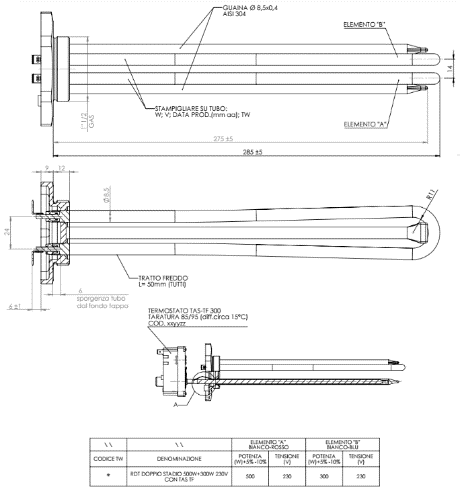 GUAINA Ø 8,5x0,4
AISI 304
ELEMENTO "B"
14
STAMPIGLIARE SU TUBO:
W; V; DATA PROD.(mm aa); TW
ELEMENTO "A"
1"1/2
GAS
275 ±5
285 ±5
9
12
Ø8,5
R11
24
TRATTO FREDDO
L= 50mm (TUTTI)
6 ±1
6
sporgenza tubo
dal fondo tappo
TERMOSTATO TAS-TF 300
TARATURA 85/95 (diff.circa 15°C)
COD. xxyyzz
A
\ \
\ \
ELEMENTO "A"
BIANCO-ROSSO
ELEMENTO "B"
BIANCO-BLU
CODICE TW
DENOMINAZIONE
POTENZA
(W)+5% -10%
TENSIONE
(V)
POTENZA
(W)+5% -10%
TENSIONE
(V)
*
RDT DOPPIO STADIO 500W+300W 230V
CON TAS TF
500
230
300
230